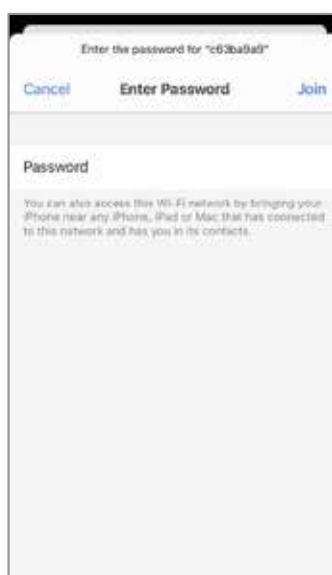 Enter the password for "c63ba9a9"
Cancel
Enter Password
Join
Password
You can also access this Wi-Fi network by bringing your
iPhone near any iPhone, iPad or Mac that has connected
to this network and has you in its contacts.